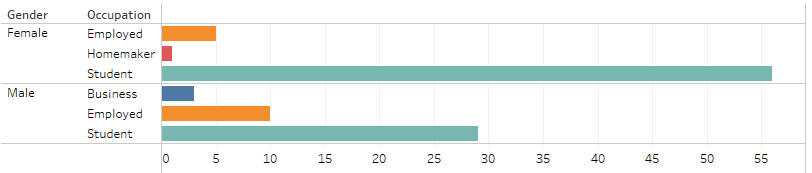 Gender Occupation
Female Employed
Homemaker
Student
Male Business
Employed
Student
0 5 10 15 20 25 30 35 40 45 50 55